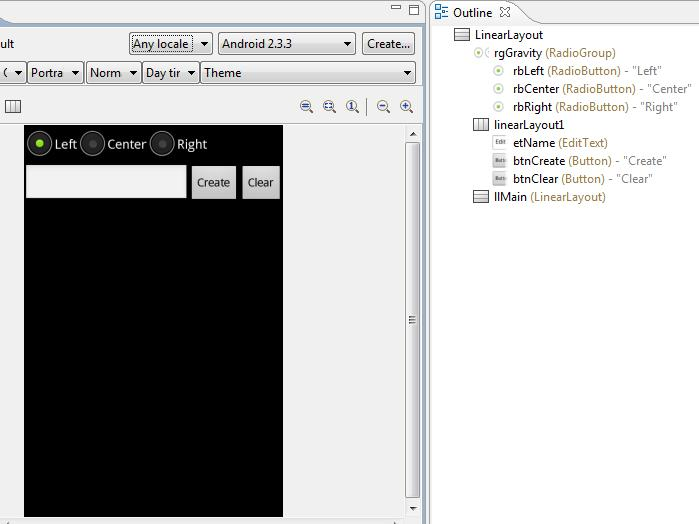 Outline
ult Any locale Android 2.3.3 Create...
Portra Norm Day tir Theme
Left Center Right
Create Clear
LinearLayout
rgGravity (RadioGroup)
rbLeft (RadioButton) - "Left"
rbCenter (RadioButton) - "Center"
rbRight (RadioButton) - "Right"
linearLayout1
etName (EditText)
btnCreate (Button) - "Create"
btnClear (Button) - "Clear"
llMain (LinearLayout)